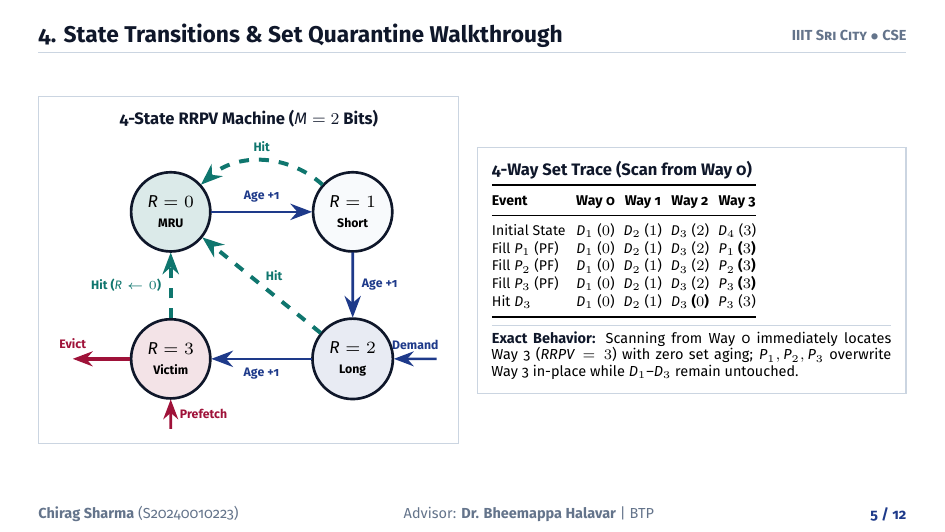 4. State Transitions & Set Quarantine Walkthrough
IIIT Sri City ● CSE
4-State RRPV Machine (M = 2 Bits)
Hit
R = 0
MRU
Age +1
R = 1
Short
Hit (R ← 0)
Hit
Age +1
Evict
R = 3
Victim
Age +1
R = 2
Long
Demand
Prefetch
4-Way Set Trace (Scan from Way 0)
Event Way 0 Way 1 Way 2 Way 3
Initial State D₁ (0) D₂ (1) D₃ (2) D₄ (3)
Fill P₁ (PF) D₁ (0) D₂ (1) D₃ (2) P₁ (3)
Fill P₂ (PF) D₁ (0) D₂ (1) D₃ (2) P₂ (3)
Fill P₃ (PF) D₁ (0) D₂ (1) D₃ (2) P₃ (3)
Hit D₃ D₁ (0) D₂ (1) D₃ (0) P₃ (3)
Exact Behavior: Scanning from Way 0 immediately locates
Way 3 (RRPV = 3) with zero set aging; P₁, P₂, P₃ overwrite
Way 3 in-place while D₁–D₃ remain untouched.
Chirag Sharma (S20240010223)
Advisor: Dr. Bheemappa Halavar | BTP
5 / 12